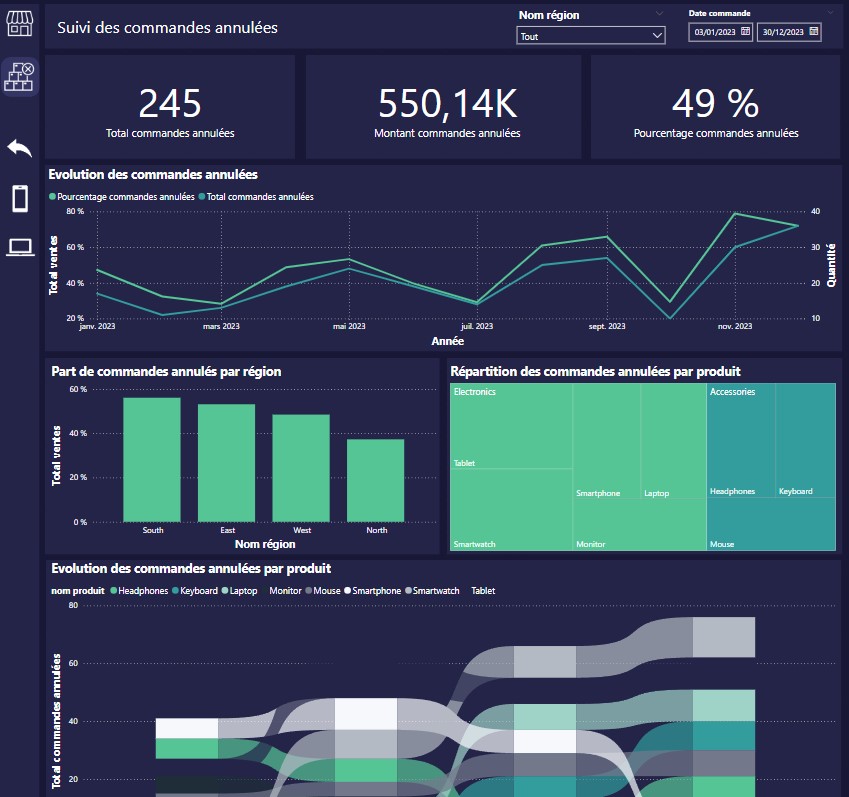 Suivi des commandes annulées
Nom région
Tout
Date commande
03/01/2023
30/12/2023
245
Total commandes annulées
550,14K
Montant commandes annulées
49 %
Pourcentage commandes annulées
Evolution des commandes annulées
Pourcentage commandes annulées Total commandes annulées
80 %
60 %
40 %
20 %
Total ventes
40
30
20
10
Quantité
janv. 2023 mars 2023 mai 2023 juil. 2023 sept. 2023 nov. 2023
Année
Part de commandes annulés par région
60 %
40 %
20 %
0 %
Total ventes
South East West North
Nom région
Répartition des commandes annulées par produit
Electronics
Accessories
Tablet
Smartphone
Laptop
Headphones
Keyboard
Smartwatch
Monitor
Mouse
Evolution des commandes annulées par produit
nom produit Headphones Keyboard Laptop Monitor Mouse Smartphone Smartwatch Tablet
80
60
40
20
Total commandes annulées